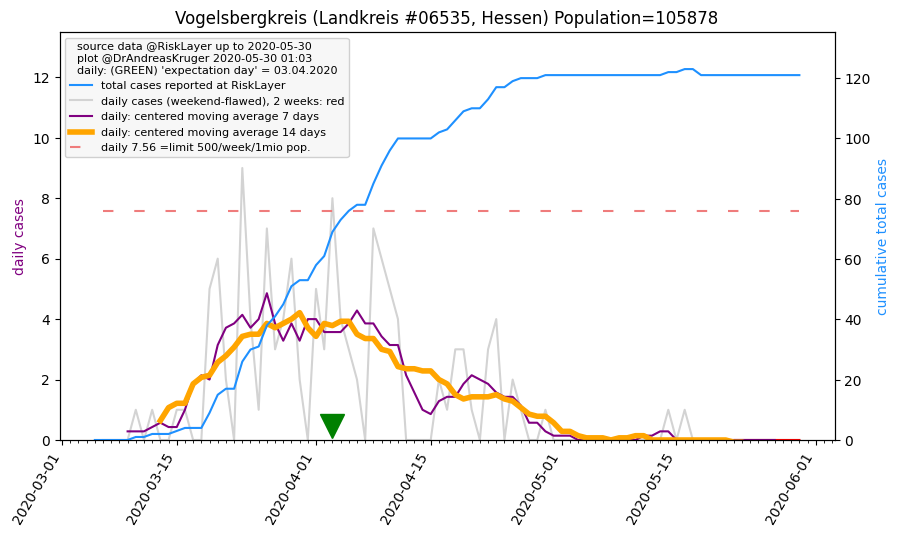 Vogelsbergkreis (Landkreis #06535, Hessen) Population=105878
source data @RiskLayer up to 2020-05-30
plot @DrAndreasKruger 2020-05-30 01:03
daily: (GREEN) 'expectation day' = 03.04.2020
total cases reported at RiskLayer
daily cases (weekend-flawed), 2 weeks: red
daily: centered moving average 7 days
daily: centered moving average 14 days
daily 7.56 =limit 500/week/1mio pop.
daily cases
12
10
8
6
4
2
0
cumulative total cases
120
100
80
60
40
20
0
2020-03-01
2020-03-15
2020-04-01
2020-04-15
2020-05-01
2020-05-15
2020-06-01